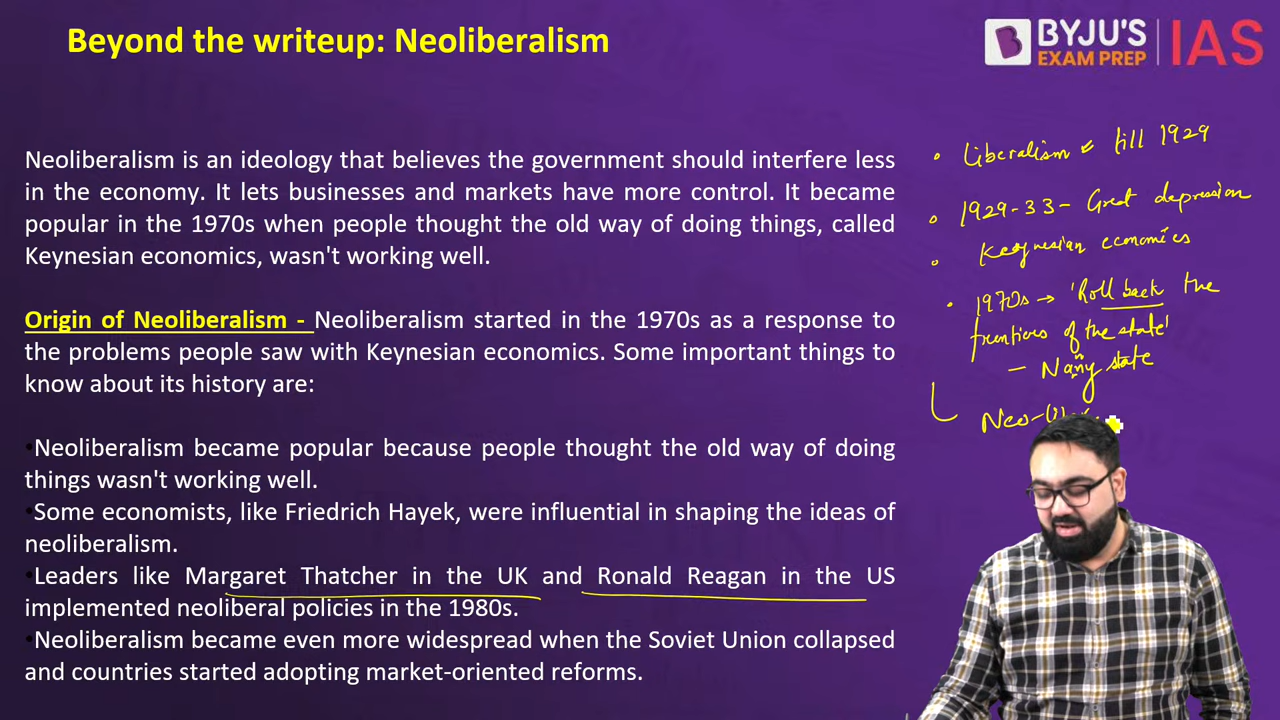 Beyond the writeup: Neoliberalism
BYJU'S
EXAM PREP
IAS
Neoliberalism is an ideology that believes the government should interfere less
in the economy. It lets businesses and markets have more control. It became
popular in the 1970s when people thought the old way of doing things, called
Keynesian economics, wasn't working well.
Origin of Neoliberalism - Neoliberalism started in the 1970s as a response to
the problems people saw with Keynesian economics. Some important things to
know about its history are:
•Neoliberalism became popular because people thought the old way of doing
things wasn't working well.
•Some economists, like Friedrich Hayek, were influential in shaping the ideas of
neoliberalism.
•Leaders like Margaret Thatcher in the UK and Ronald Reagan in the US
implemented neoliberal policies in the 1980s.
•Neoliberalism became even more widespread when the Soviet Union collapsed
and countries started adopting market-oriented reforms.
• Liberalism till 1929
• 1929-33 - Great depression
• Keynesian economics
• 1970s → 'Roll back the
frontiers of the state'
- Nanny state
Neo-